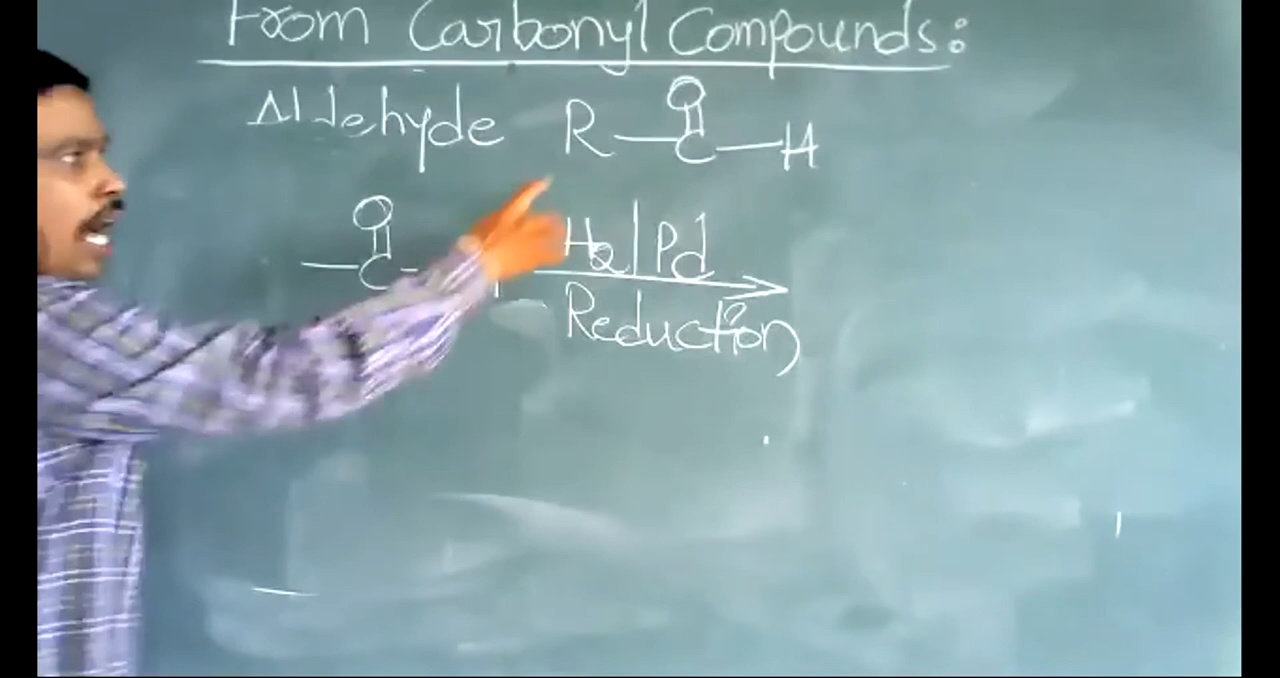 From Carbonyl Compounds:
O
Aldehyde R—C—H
O
—C— H2/Pd
Reduction